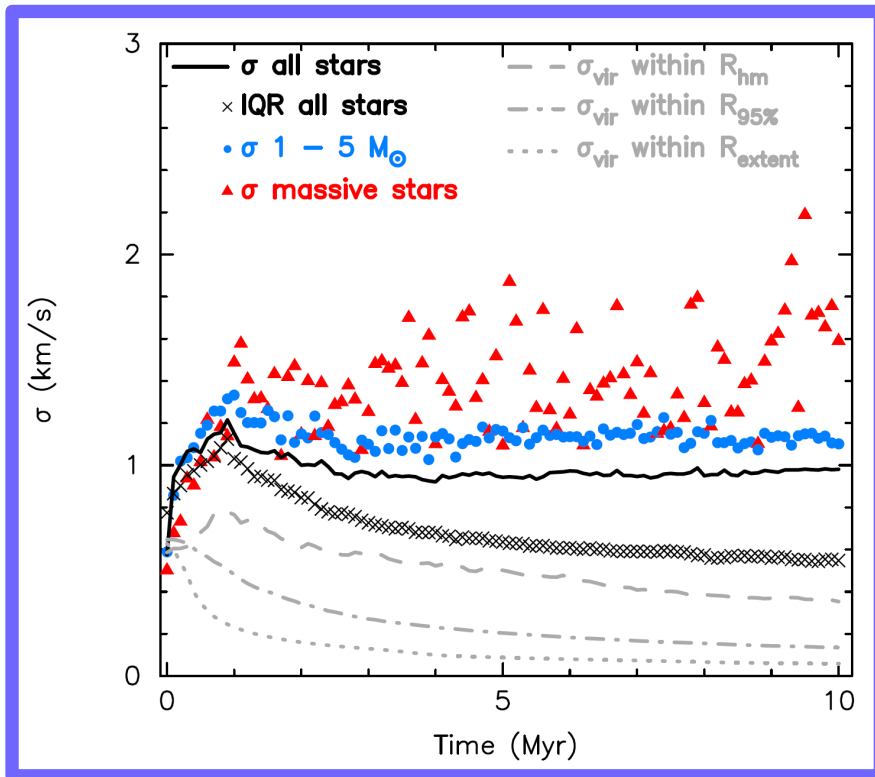 3
2
1
0
σ (km/s)
σ all stars
IQR all stars
σ 1 – 5 M⊙
σ massive stars
σvir within Rhm
σvir within R95%
σvir within Rextent
0 5 10
Time (Myr)